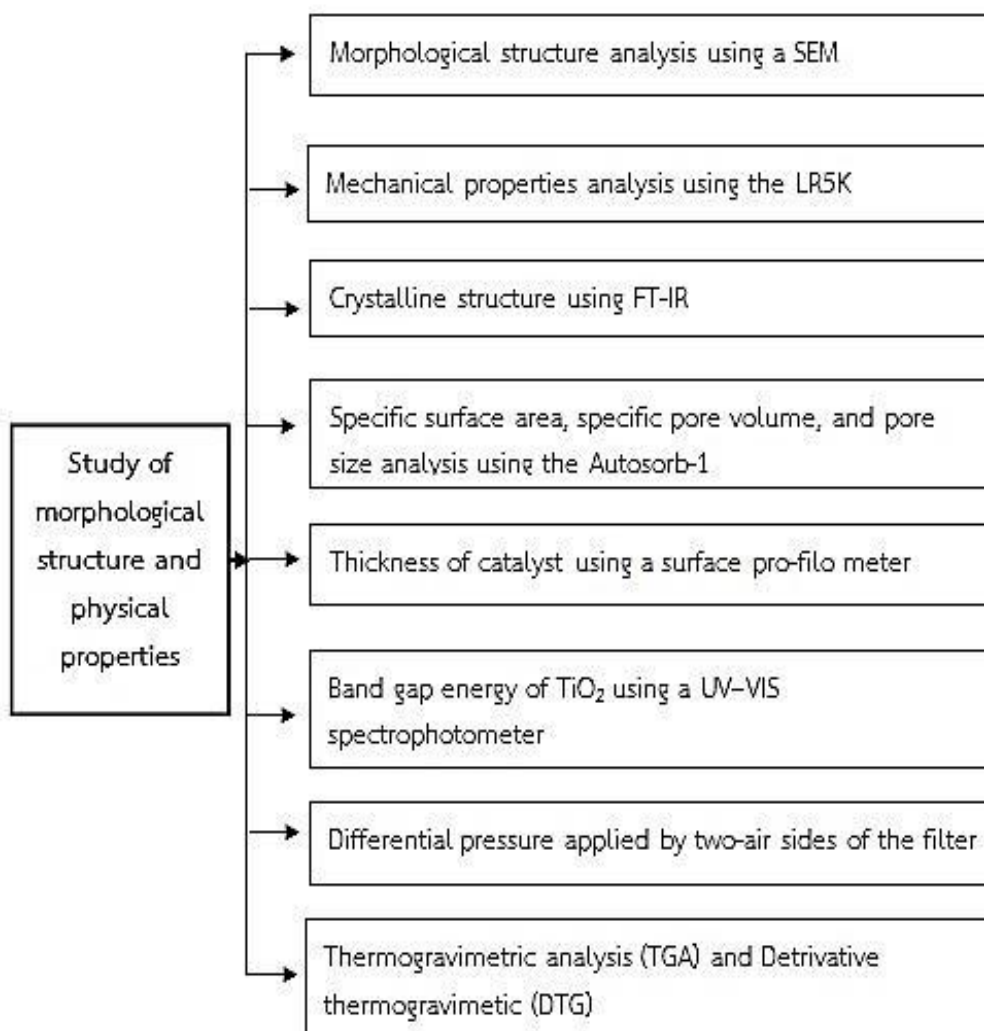 Morphological structure analysis using a SEM
Mechanical properties analysis using the LR5K
Crystalline structure using FT-IR
Specific surface area, specific pore volume, and pore
size analysis using the Autosorb-1
Study of
morphological
structure and
physical
properties
Thickness of catalyst using a surface pro-filo meter
Band gap energy of TiO₂ using a UV–VIS
spectrophotometer
Differential pressure applied by two-air sides of the filter
Thermogravimetric analysis (TGA) and Detrivative
thermogravimetic (DTG)